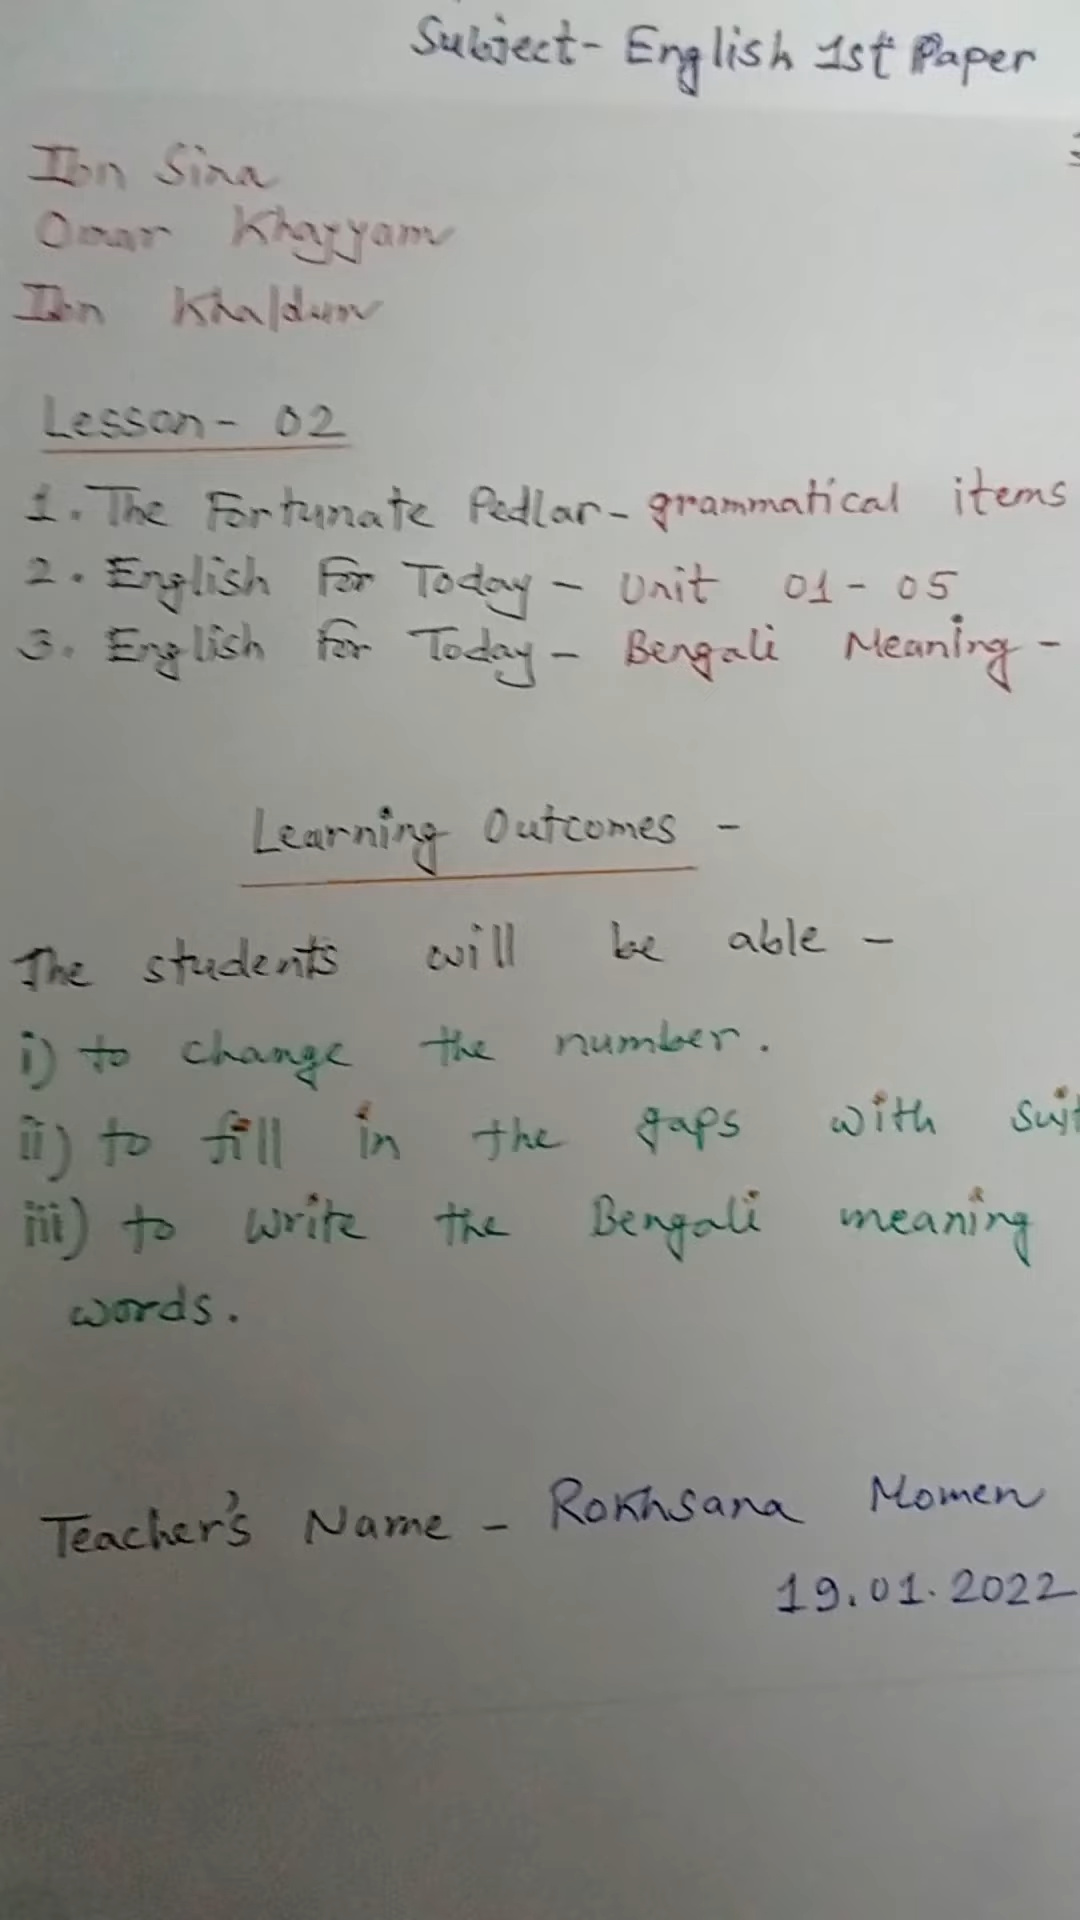 Subject- English 1st Paper
Ibn Sina
Omar Khayyam
Ibn Khaldun
Lesson- 02
1. The Fortunate Pedlar- grammatical items
2. English For Today - Unit 01- 05
3. English For Today - Bengali Meaning -
Learning Outcomes -
The students will be able -
i) to change the number.
ii) to fill in the gaps with
iii) to write the Bengali meaning
words.
Teacher's Name - Rokhsana Momen
19.01.2022